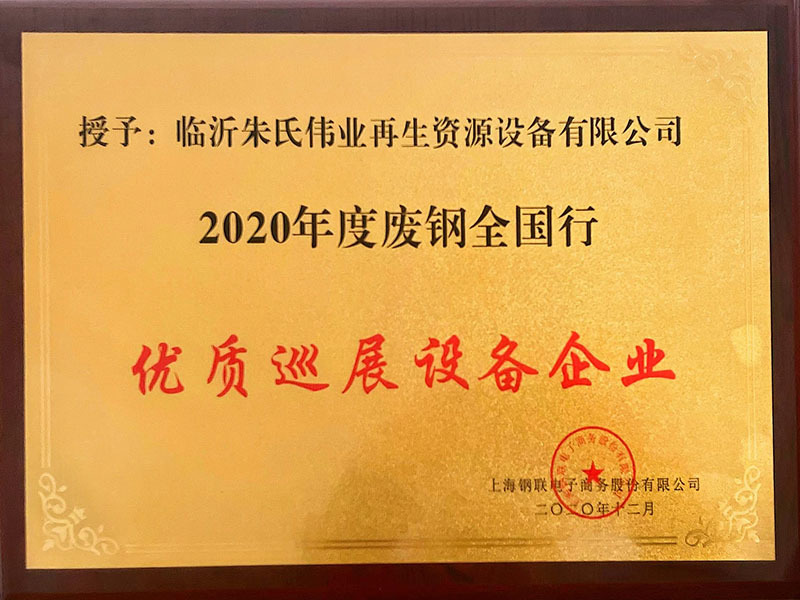 授予：临沂朱氏伟业再生资源设备有限公司
2020年度废钢全国行
优质巡展设备企业
上海钢联电子商务股份有限公司
二〇二〇年十二月